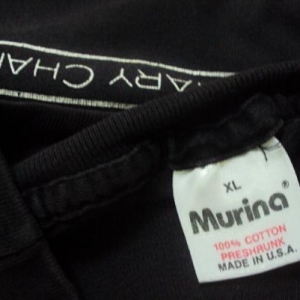 ARY CHA
XL
Murina
100% COTTON
PRESHRUNK
MADE IN U.S.A.